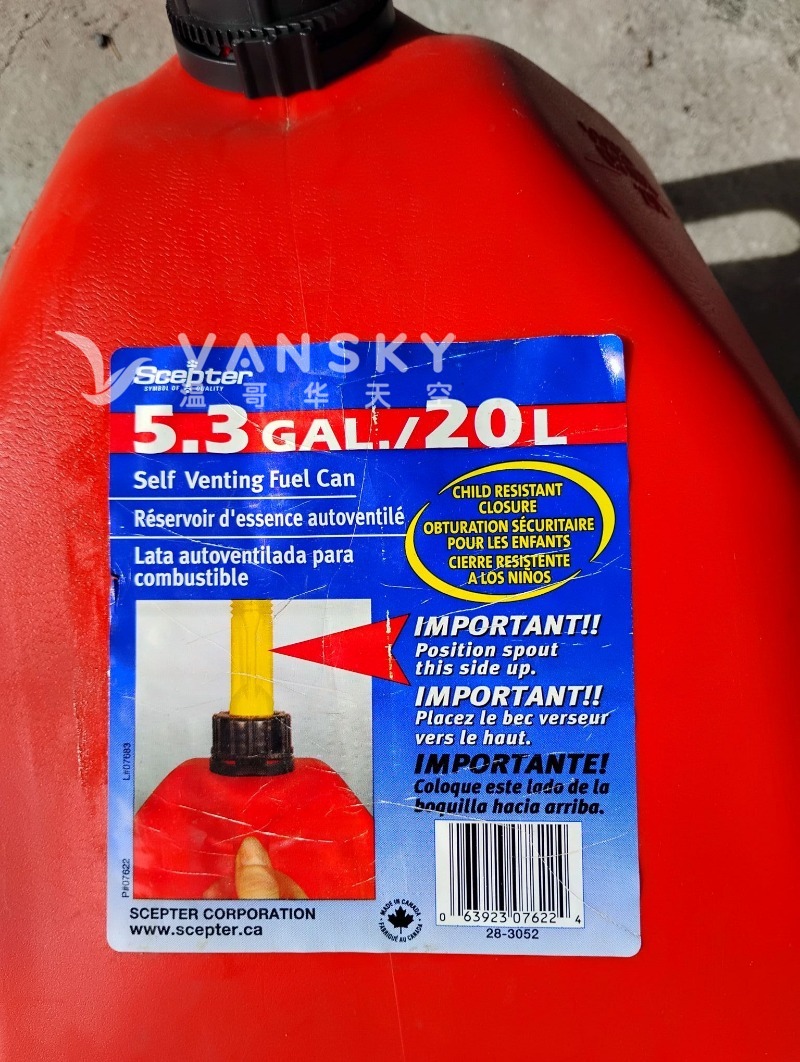 VANSKY
温哥华天空
Scepter
SYMBOL OF QUALITY
5.3 GAL./20 L
Self Venting Fuel Can
Réservoir d'essence autoventilé
Lata autoventilada para
combustible
CHILD RESISTANT
CLOSURE
OBTURATION SÉCURITAIRE
POUR LES ENFANTS
CIERRE RESISTENTE
A LOS NIÑOS
IMPORTANT!!
Position spout
this side up.
IMPORTANT!!
Placez le bec verseur
vers le haut.
IMPORTANTE!
Coloque este lado de la
boquilla hacia arriba.
L#07683
P#07622
SCEPTER CORPORATION
www.scepter.ca
MADE IN CANADA
FABRIQUÉ AU CANADA
0 63923 07622 4
28-3052